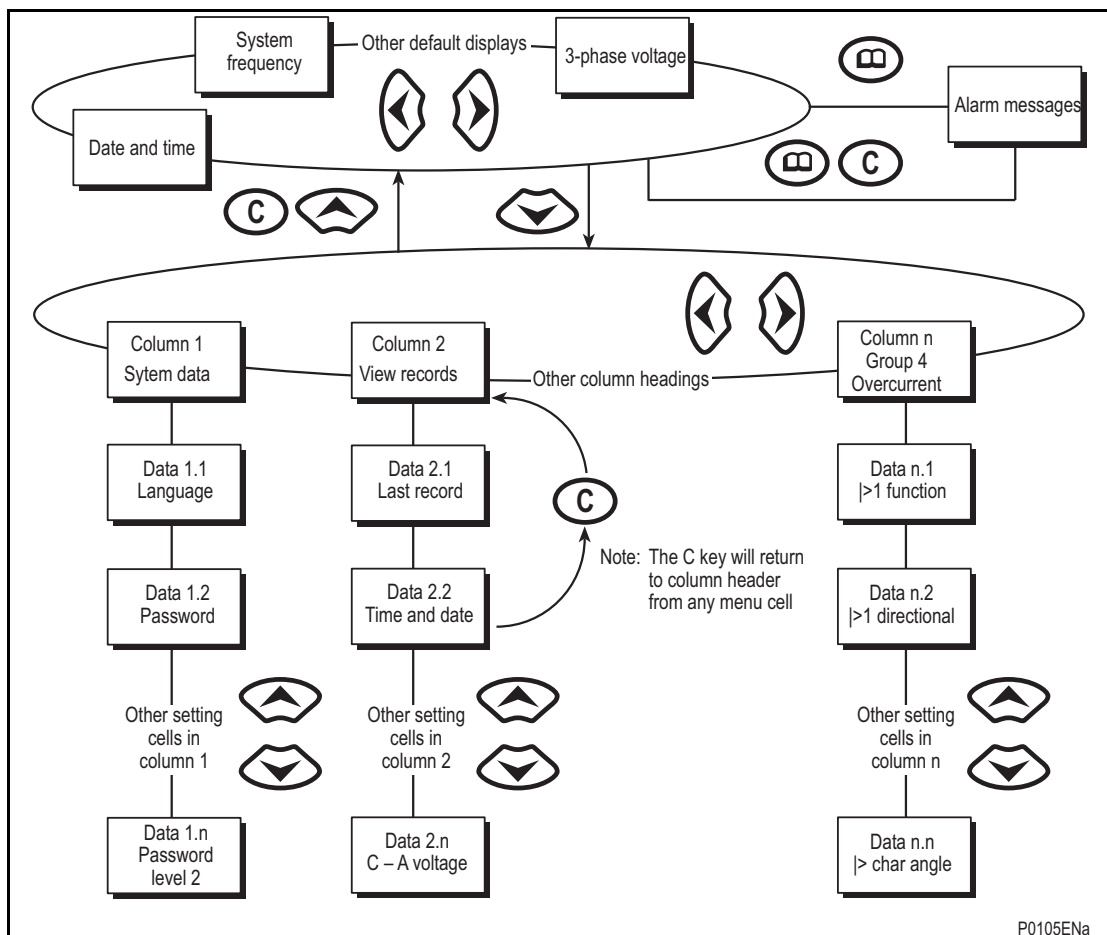 System
frequency
Other default displays
3-phase voltage
Alarm messages
Date and time
C
C
Column 1
Sytem data
Column 2
View records
Other column headings
Column n
Group 4
Overcurrent
Data 1.1
Language
Data 2.1
Last record
C
Data n.1
|>1 function
Note: The C key will return
to column header
from any menu cell
Data 1.2
Password
Data 2.2
Time and date
Data n.2
|>1 directional
Other setting
cells in
column 1
Other setting
cells in
column 2
Other setting
cells in
column n
Data 1.n
Password
level 2
Data 2.n
C – A voltage
Data n.n
|> char angle
P0105ENa